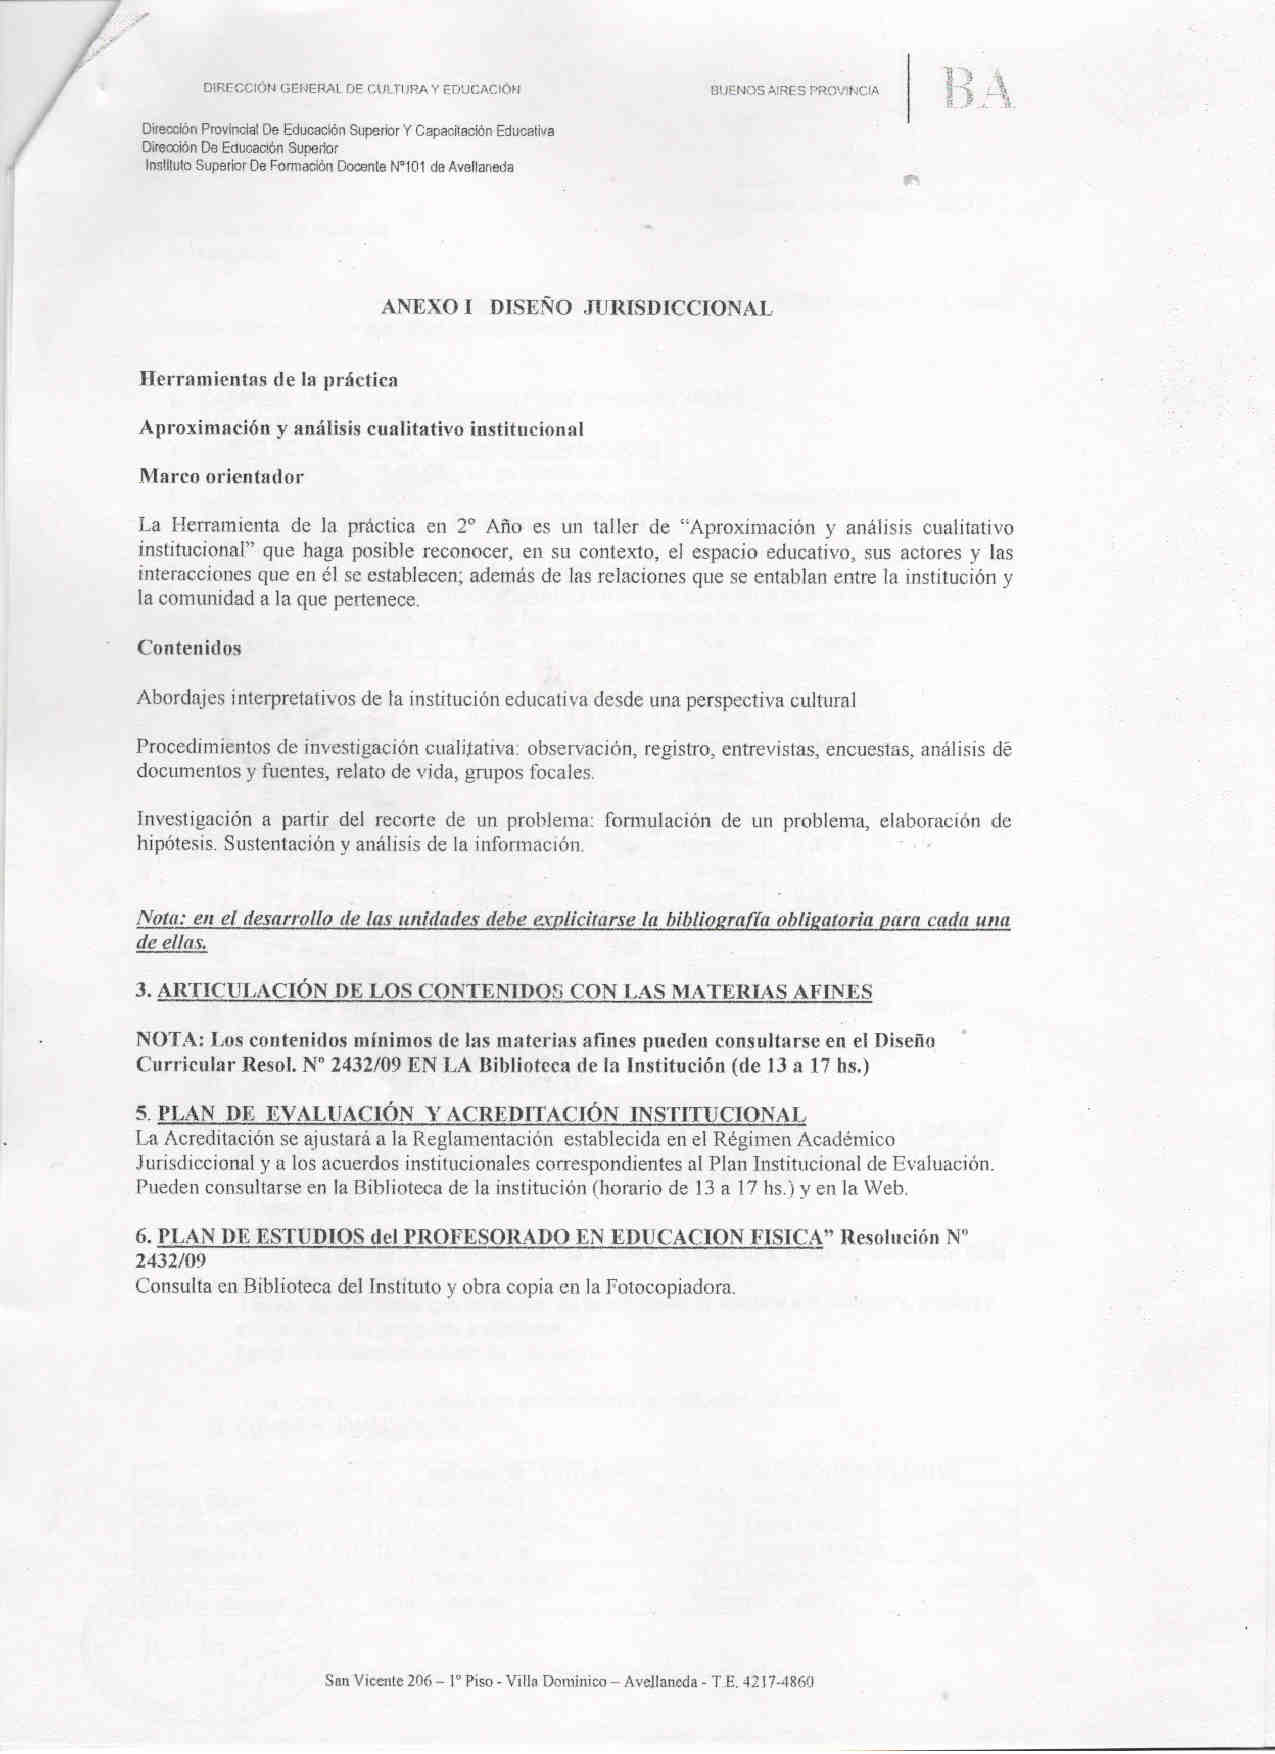 DIRECCIÓN GENERAL DE CULTURA Y EDUCACIÓN
BUENOS AIRES PROVINCIA
BA
Dirección Provincial De Educación Superior Y Capacitación Educativa
Dirección De Educación Superior
Instituto Superior De Formación Docente Nº101 de Avellaneda
ANEXO I DISEÑO JURISDICCIONAL
Herramientas de la práctica
Aproximación y análisis cualitativo institucional
Marco orientador
La Herramienta de la práctica en 2º Año es un taller de “Aproximación y análisis cualitativo
institucional” que haga posible reconocer, en su contexto, el espacio educativo, sus actores y las
interacciones que en él se establecen; además de las relaciones que se entablan entre la institución y
la comunidad a la que pertenece.
Contenidos
Abordajes interpretativos de la institución educativa desde una perspectiva cultural
Procedimientos de investigación cualitativa: observación, registro, entrevistas, encuestas, análisis de
documentos y fuentes, relato de vida, grupos focales.
Investigación a partir del recorte de un problema: formulación de un problema, elaboración de
hipótesis. Sustentación y análisis de la información.
Nota: en el desarrollo de las unidades debe explicitarse la bibliografía obligatoria para cada una
de ellas.
3. ARTICULACIÓN DE LOS CONTENIDOS CON LAS MATERIAS AFINES
NOTA: Los contenidos mínimos de las materias afines pueden consultarse en el Diseño
Curricular Resol. Nº 2432/09 EN LA Biblioteca de la Institución (de 13 a 17 hs.)
5. PLAN DE EVALUACIÓN Y ACREDITACIÓN INSTITUCIONAL
La Acreditación se ajustará a la Reglamentación establecida en el Régimen Académico
Jurisdiccional y a los acuerdos institucionales correspondientes al Plan Institucional de Evaluación.
Pueden consultarse en la Biblioteca de la institución (horario de 13 a 17 hs.) y en la Web.
6. PLAN DE ESTUDIOS del PROFESORADO EN EDUCACION FISICA” Resolución Nº
2432/09
Consulta en Biblioteca del Instituto y obra copia en la Fotocopiadora.
San Vicente 206 – 1º Piso - Villa Dominico – Avellaneda - T.E. 4217-4860